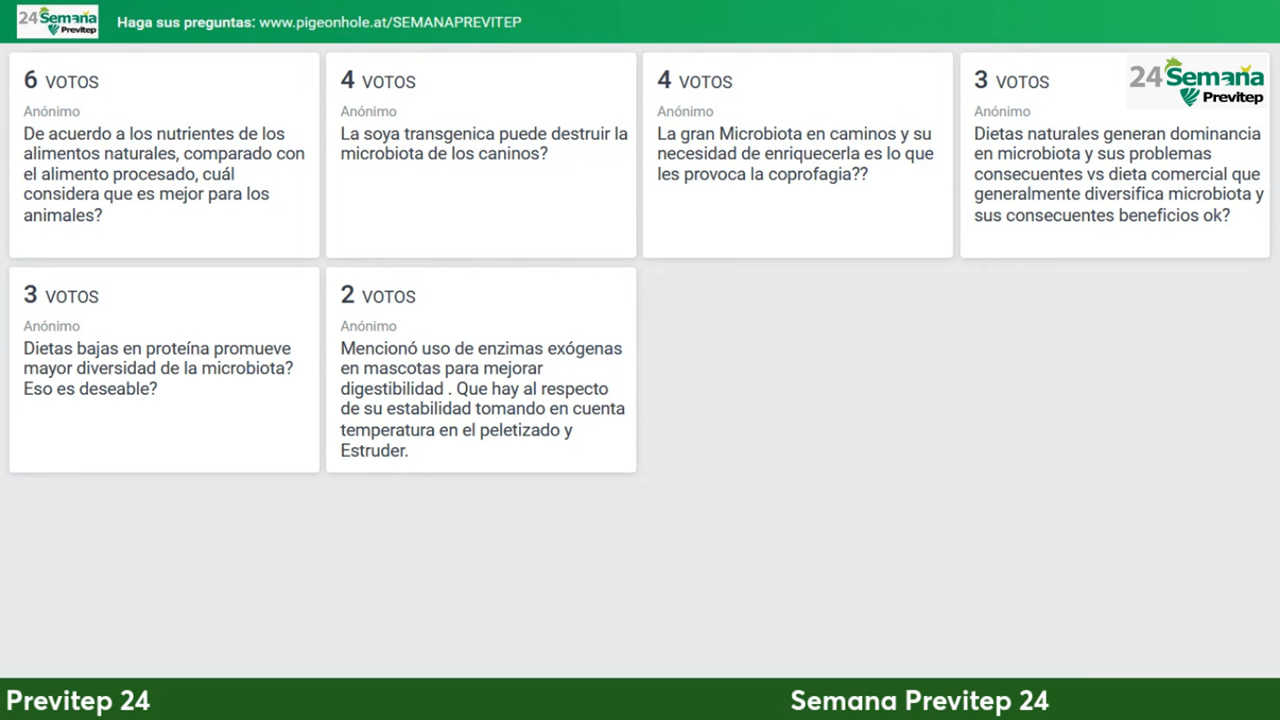 24 Semana
Previtep
Haga sus preguntas: www.pigeonhole.at/SEMANAPREVITEP
6 VOTOS
Anónimo
De acuerdo a los nutrientes de los
alimentos naturales, comparado con
el alimento procesado, cuál
considera que es mejor para los
animales?
4 VOTOS
Anónimo
La soya transgenica puede destruir la
microbiota de los caninos?
4 VOTOS
Anónimo
La gran Microbiota en caminos y su
necesidad de enriquecerla es lo que
les provoca la coprofagia??
3 VOTOS
Anónimo
Dietas naturales generan dominancia
en microbiota y sus problemas
consecuentes vs dieta comercial que
generalmente diversifica microbiota y
sus consecuentes beneficios ok?
24 Semana
Previtep
3 VOTOS
Anónimo
Dietas bajas en proteína promueve
mayor diversidad de la microbiota?
Eso es deseable?
2 VOTOS
Anónimo
Mencionó uso de enzimas exógenas
en mascotas para mejorar
digestibilidad . Que hay al respecto
de su estabilidad tomando en cuenta
temperatura en el peletizado y
Estruder.
Previtep 24
Semana Previtep 24